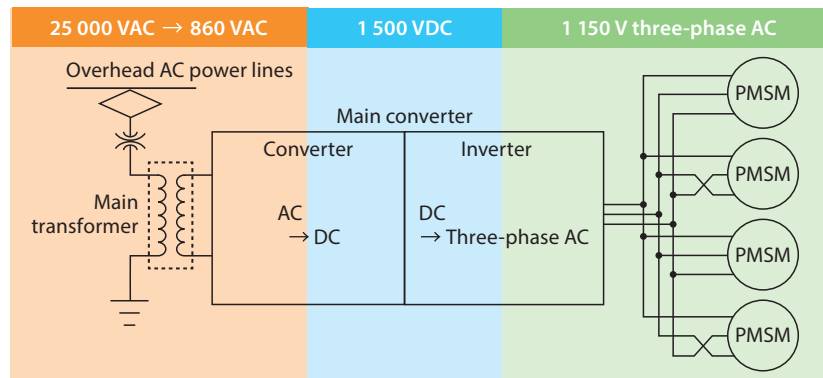 25 000 VAC → 860 VAC
1 500 VDC
1 150 V three-phase AC
Overhead AC power lines
Main
transformer
Main converter
Converter
Inverter
AC
→ DC
DC
→ Three-phase AC
PMSM
PMSM
PMSM
PMSM